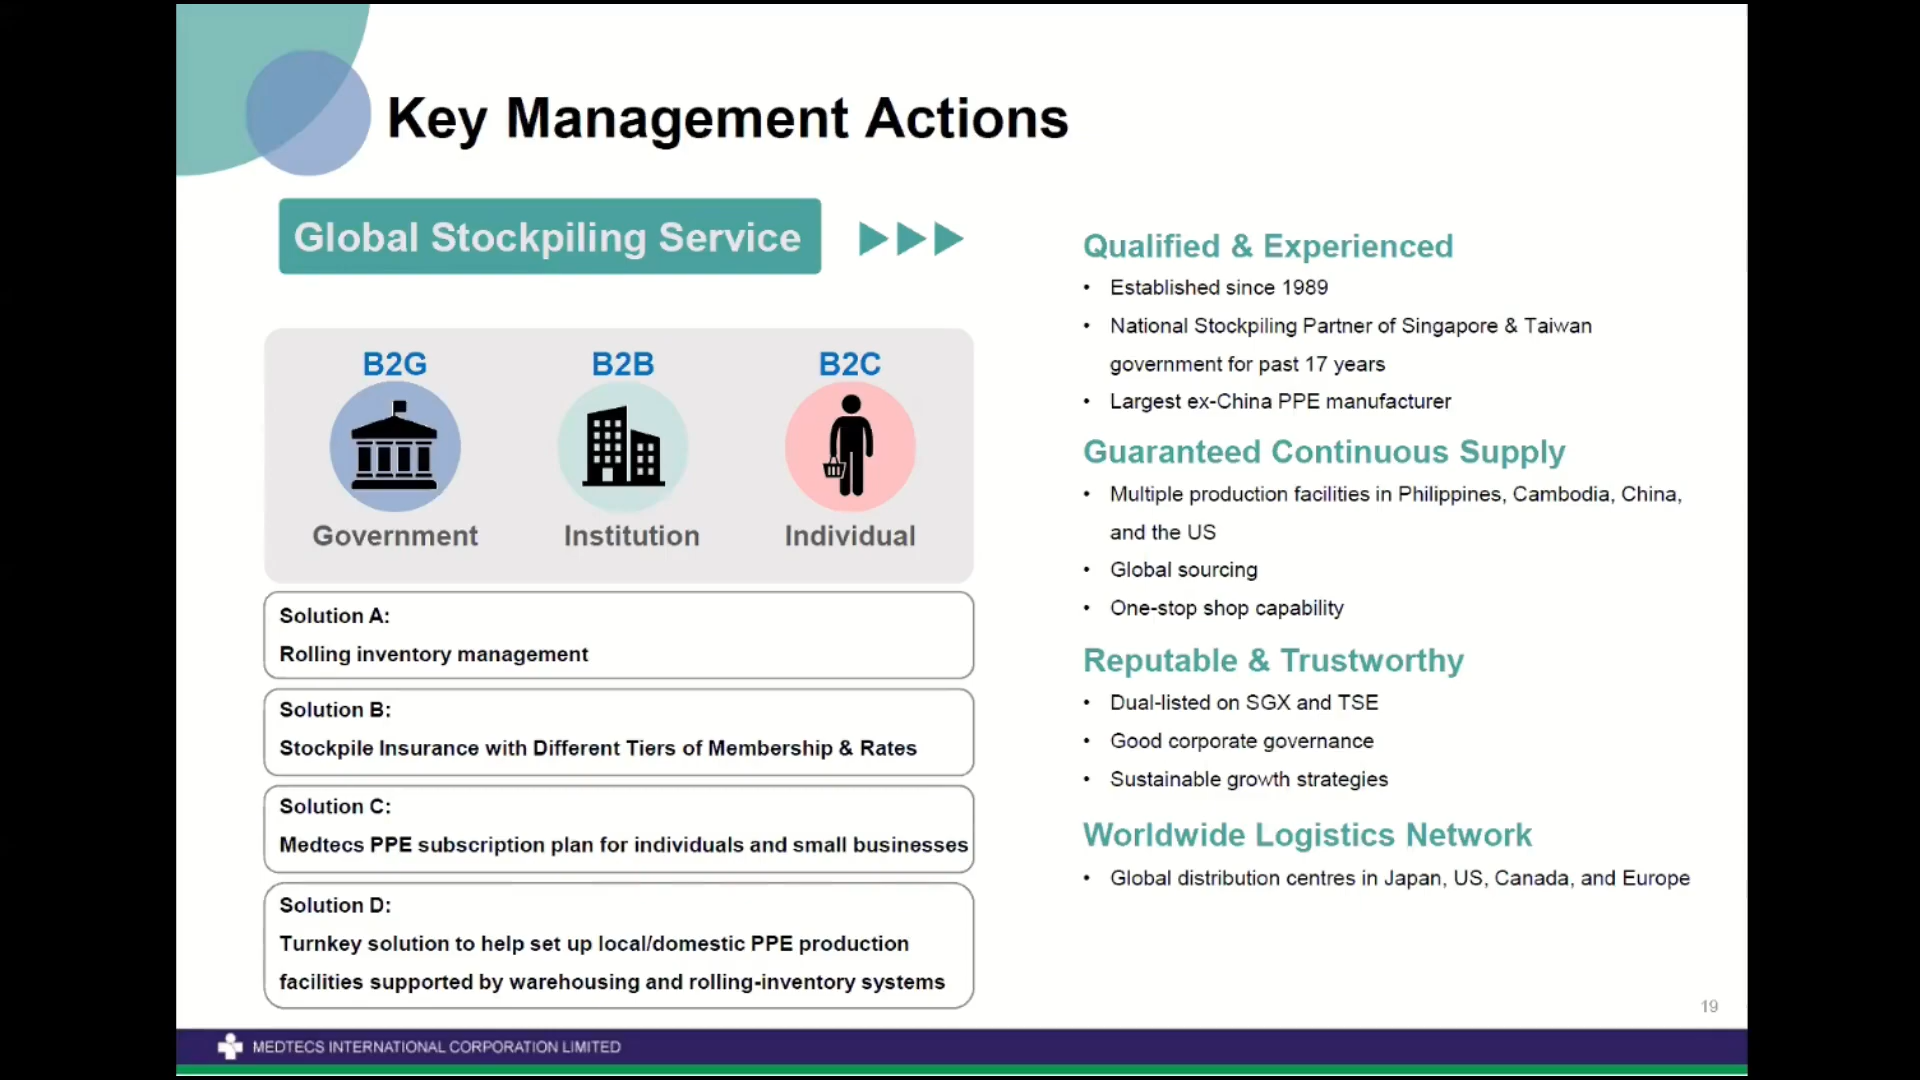 Key Management Actions
Global Stockpiling Service
B2G
B2B
B2C
Government
Institution
Individual
Solution A:
Rolling inventory management
Solution B:
Stockpile Insurance with Different Tiers of Membership & Rates
Solution C:
Medtecs PPE subscription plan for individuals and small businesses
Solution D:
Turnkey solution to help set up local/domestic PPE production
facilities supported by warehousing and rolling-inventory systems
Qualified & Experienced
• Established since 1989
• National Stockpiling Partner of Singapore & Taiwan
government for past 17 years
• Largest ex-China PPE manufacturer
Guaranteed Continuous Supply
• Multiple production facilities in Philippines, Cambodia, China,
and the US
• Global sourcing
• One-stop shop capability
Reputable & Trustworthy
• Dual-listed on SGX and TSE
• Good corporate governance
• Sustainable growth strategies
Worldwide Logistics Network
• Global distribution centres in Japan, US, Canada, and Europe
19
MEDTECS INTERNATIONAL CORPORATION LIMITED